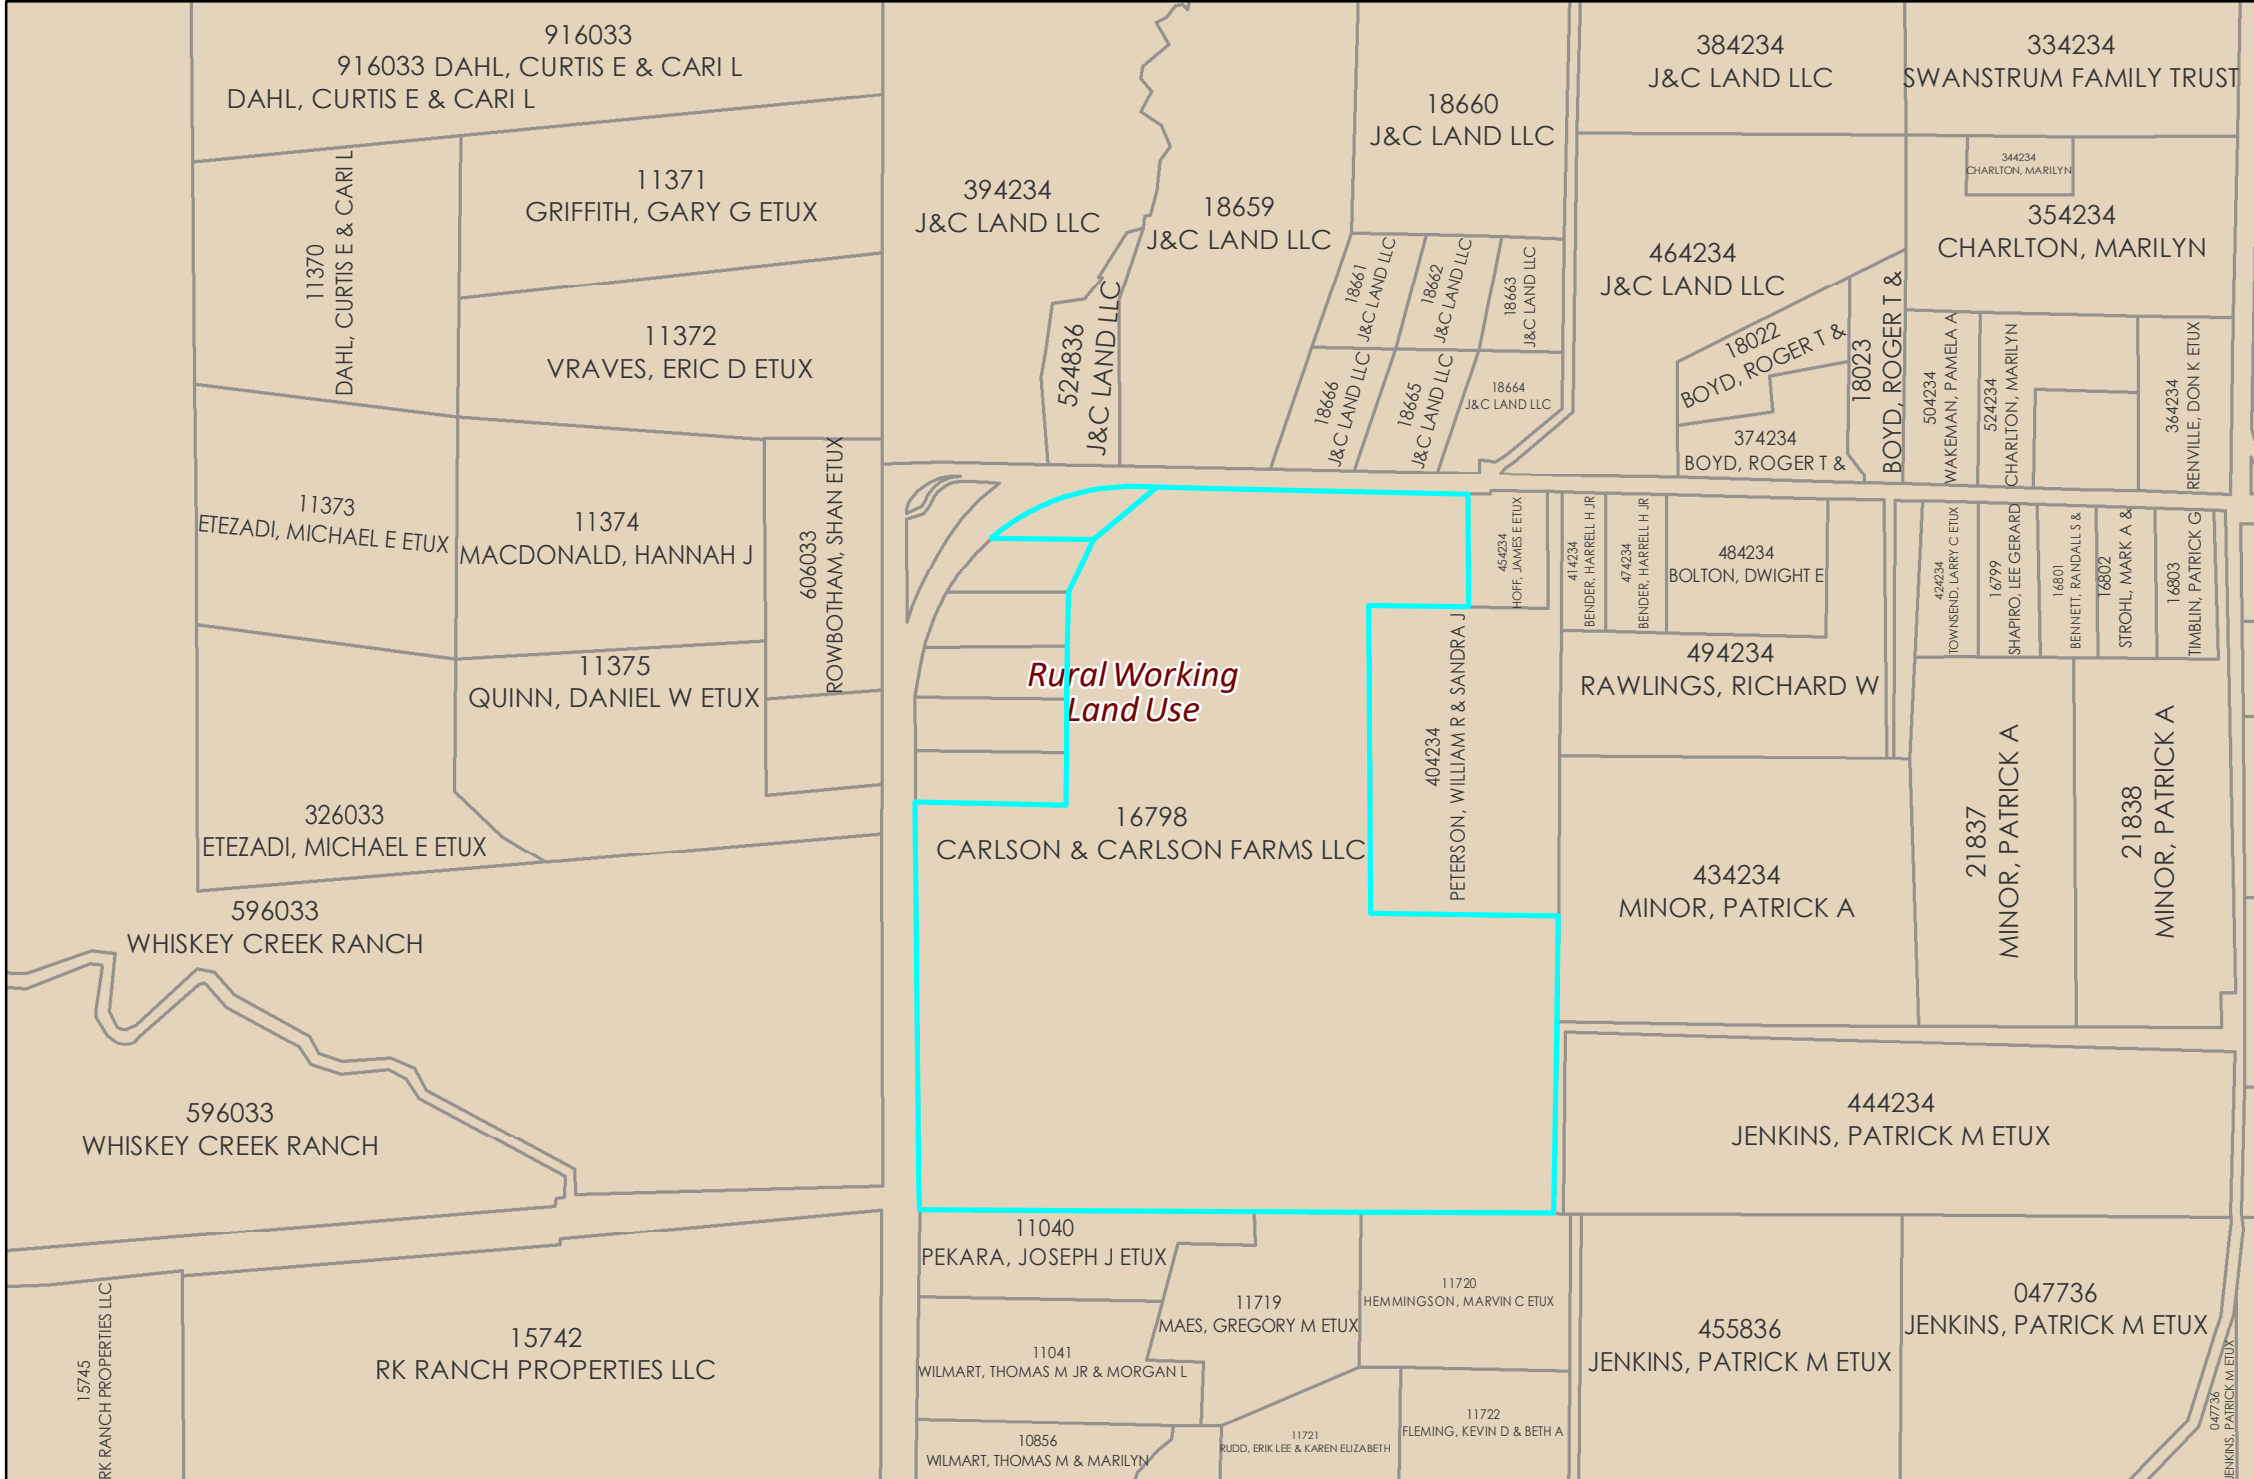 916033
916033 DAHL, CURTIS E & CARI L
DAHL, CURTIS E & CARI L
11370
DAHL, CURTIS E & CARI L
11371
GRIFFITH, GARY G ETUX
11372
VRAVES, ERIC D ETUX
11373
ETEZADI, MICHAEL E ETUX
11374
MACDONALD, HANNAH J
606033
ROWBOTHAM, SHAN ETUX
11375
QUINN, DANIEL W ETUX
326033
ETEZADI, MICHAEL E ETUX
596033
WHISKEY CREEK RANCH
596033
WHISKEY CREEK RANCH
15745
RK RANCH PROPERTIES LLC
15742
RK RANCH PROPERTIES LLC
394234
J&C LAND LLC
524836
J&C LAND LLC
18659
J&C LAND LLC
18660
J&C LAND LLC
18661
J&C LAND LLC
18662
J&C LAND LLC
18663
J&C LAND LLC
18666
J&C LAND LLC
18665
J&C LAND LLC
18664
J&C LAND LLC
384234
J&C LAND LLC
334234
SWANSTRUM FAMILY TRUST
344234
CHARLTON, MARILYN
354234
CHARLTON, MARILYN
464234
J&C LAND LLC
18022
BOYD, ROGER T &
18023
BOYD, ROGER T &
374234
BOYD, ROGER T &
504234
WAKEMAN, PAMELA A
524234
CHARLTON, MARILYN
364234
RENVILLE, DON K ETUX
Rural Working
Land Use
16798
CARLSON & CARLSON FARMS LLC
404234
PETERSON, WILLIAM R & SANDRA J
454234
HOFF, JAMES E ETUX
414234
BENDER, HARRELL H JR
474234
BENDER, HARRELL H JR
484234
BOLTON, DWIGHT E
494234
RAWLINGS, RICHARD W
424234
TOWNSEND, LARRY C ETUX
16799
SHAPIRO, LEE GERARD
16801
BENNETT, RANDALL S &
16802
STROHL, MARK A &
16803
TIMBLIN, PATRICK G
434234
MINOR, PATRICK A
21837
MINOR, PATRICK A
21838
MINOR, PATRICK A
444234
JENKINS, PATRICK M ETUX
11040
PEKARA, JOSEPH J ETUX
11041
WILMART, THOMAS M JR & MORGAN L
10856
WILMART, THOMAS M & MARILYN
11719
MAES, GREGORY M ETUX
11720
HEMMINGSON, MARVIN C ETUX
11721
RUDD, ERIK LEE & KAREN ELIZABETH
11722
FLEMING, KEVIN D & BETH A
455836
JENKINS, PATRICK M ETUX
047736
JENKINS, PATRICK M ETUX
047736
JENKINS, PATRICK M ETUX